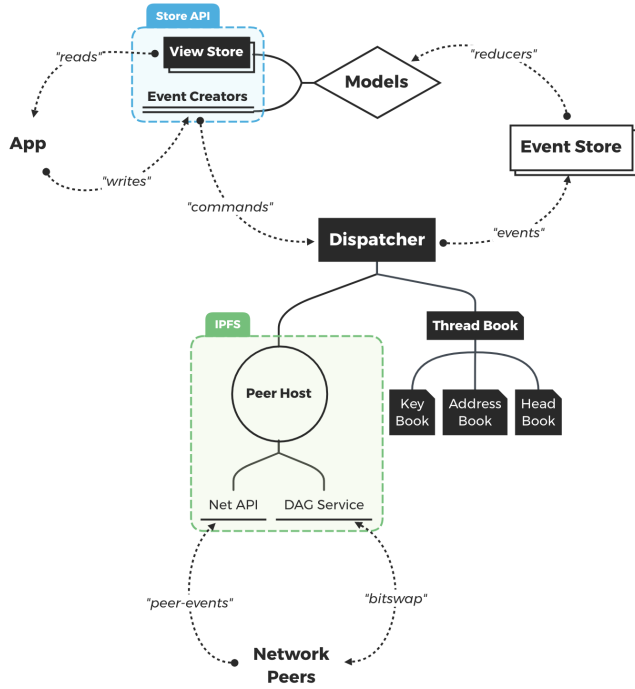 Store API
View Store
"reads"
"reducers"
Models
Event Creators
App
Event Store
"writes"
"commands"
"events"
Dispatcher
IPFS
Thread Book
Peer Host
Key
Book
Address
Book
Head
Book
Net API
DAG Service
"peer-events"
"bitswap"
Network
Peers